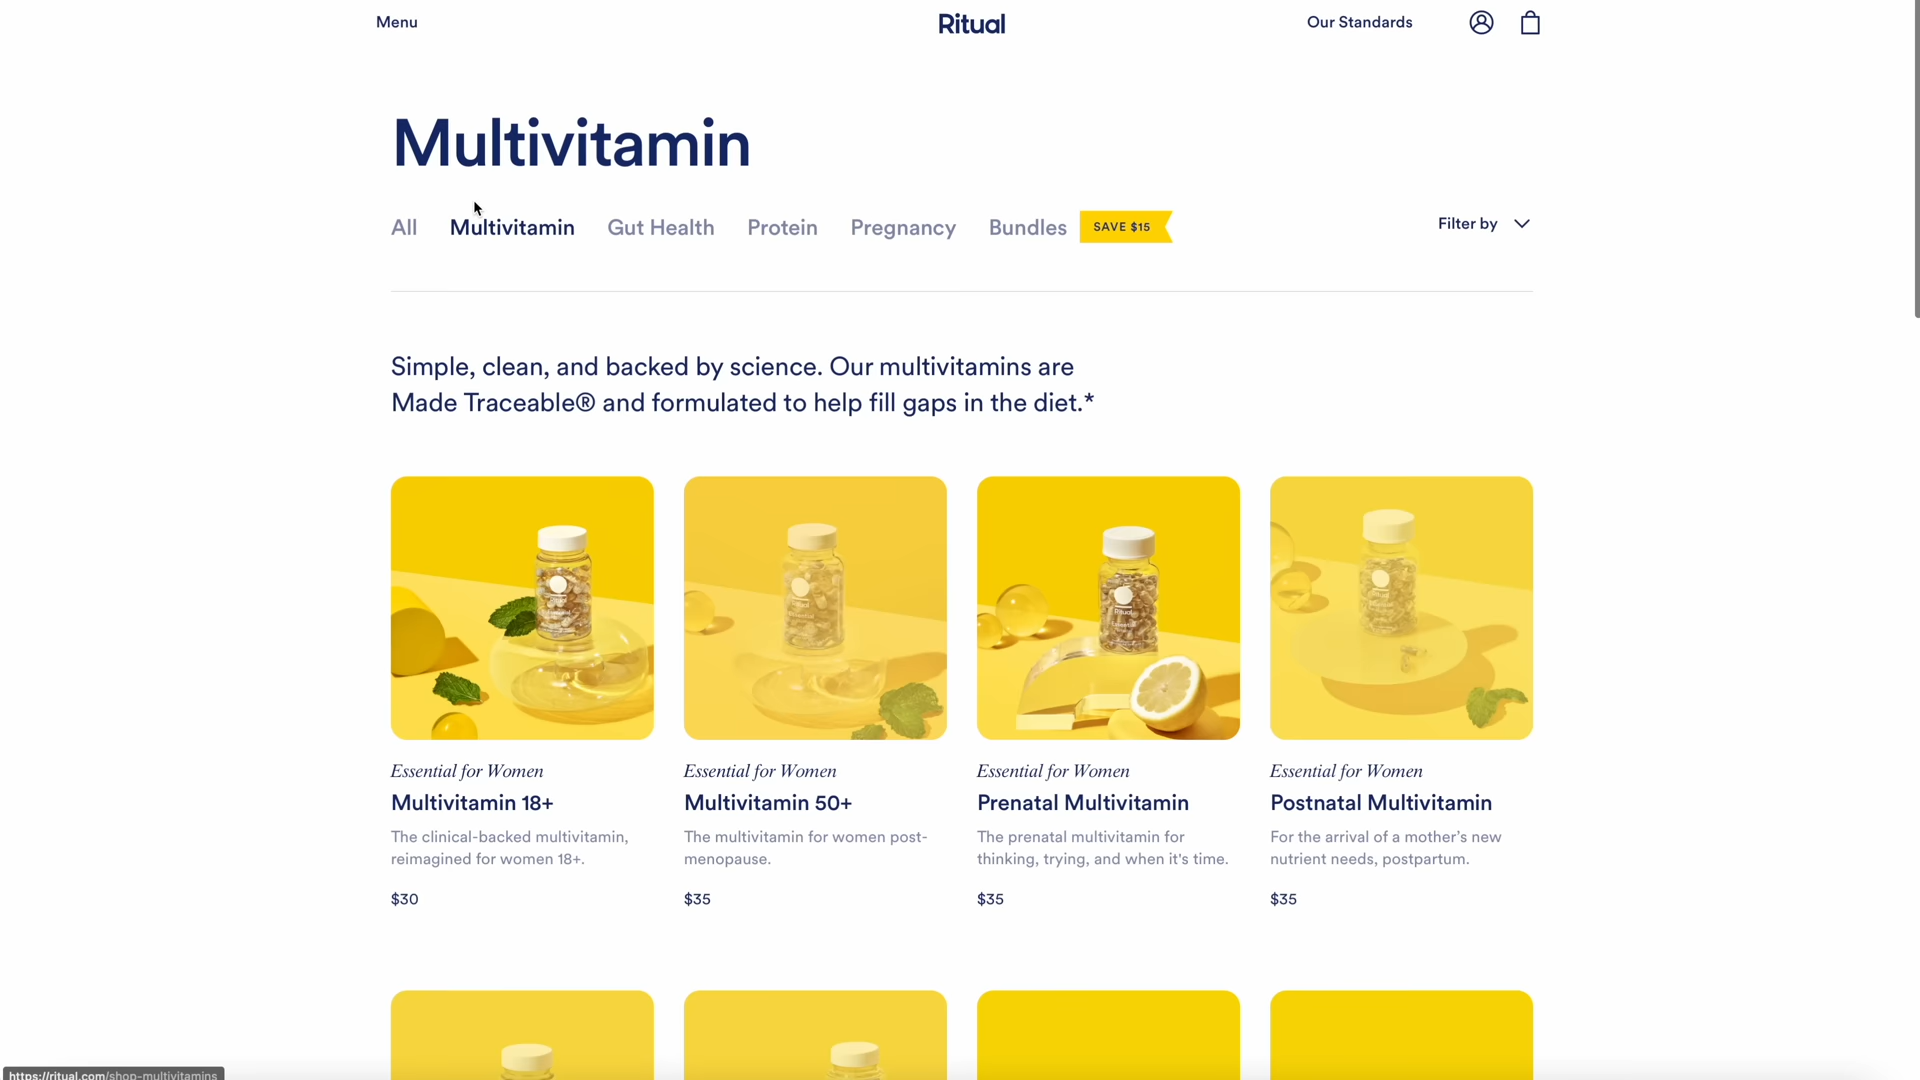 Menu
Ritual
Our Standards
Multivitamin
All
Multivitamin
Gut Health
Protein
Pregnancy
Bundles
SAVE $15
Filter by
Simple, clean, and backed by science. Our multivitamins are
Made Traceable® and formulated to help fill gaps in the diet.*
Essential for Women
Multivitamin 18+
The clinical-backed multivitamin,
reimagined for women 18+.
$30
Essential for Women
Multivitamin 50+
The multivitamin for women post-
menopause.
$35
Essential for Women
Prenatal Multivitamin
The prenatal multivitamin for
thinking, trying, and when it's time.
$35
Essential for Women
Postnatal Multivitamin
For the arrival of a mother’s new
nutrient needs, postpartum.
$35
https://ritual.com/shop-multivitamins